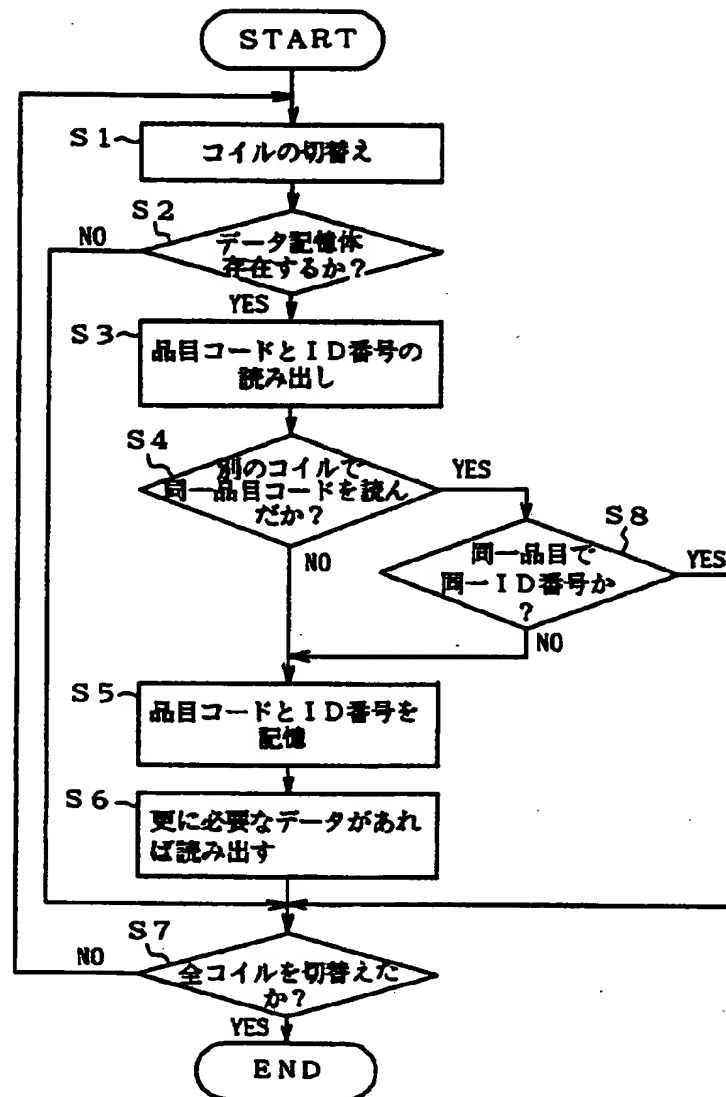 START
S1
コイルの切替え
S2
NO
データ記憶体
存在するか?
YES
S3
品目コードとID番号の
読み出し
S4
別のコイルで
同一品目コードを読ん
だか?
YES
NO
S8
同一品目で
同一ID番号か
?
YES
NO
S5
品目コードとID番号を
記憶
S6
更に必要なデータがあれ
ば読み出す
S7
NO
全コイルを切替えた
か?
YES
END